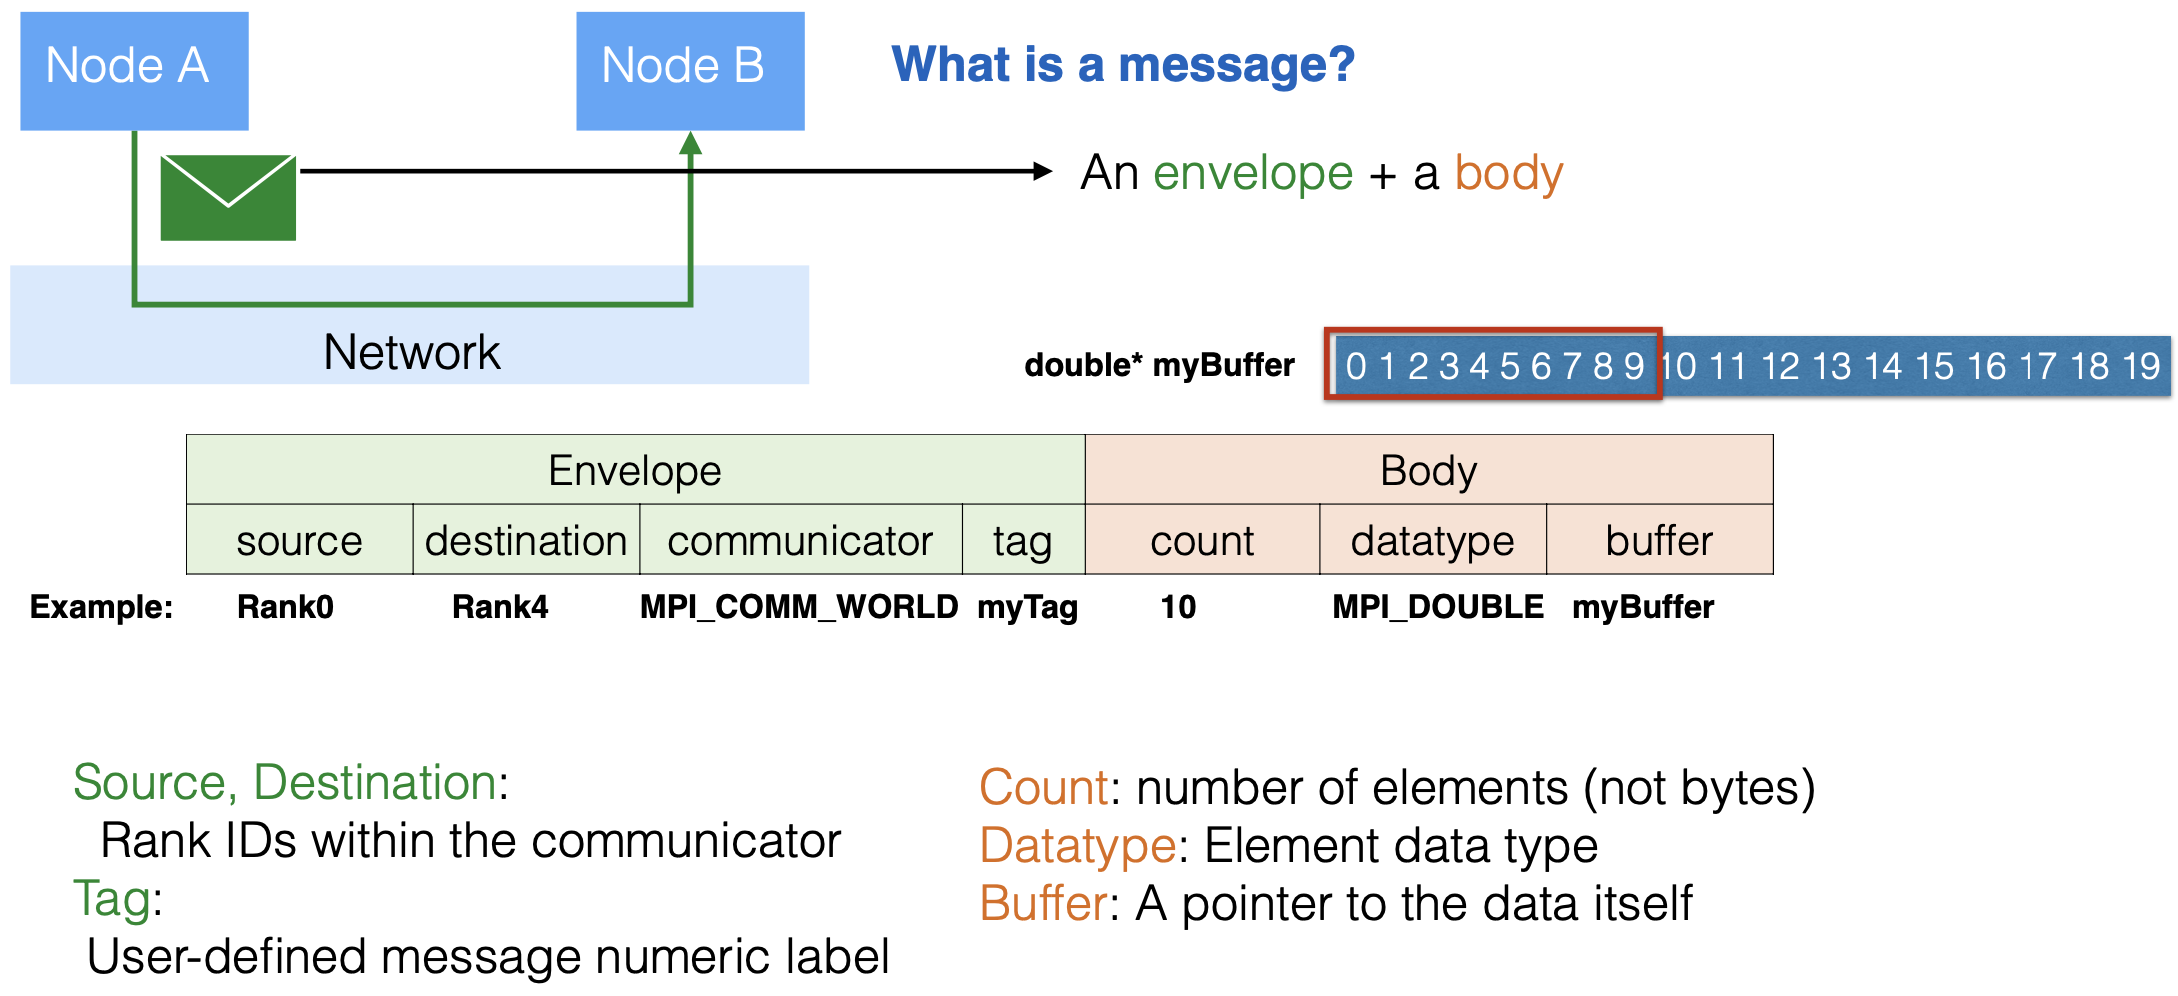 Node A
Node B
What is a message?
An envelope + a body
Network
double* myBuffer
0 1 2 3 4 5 6 7 8 9 10 11 12 13 14 15 16 17 18 19
Envelope Body
source destination communicator tag count datatype buffer
Example: Rank0 Rank4 MPI_COMM_WORLD myTag 10 MPI_DOUBLE myBuffer
Source, Destination:
Rank IDs within the communicator
Tag:
User-defined message numeric label
Count: number of elements (not bytes)
Datatype: Element data type
Buffer: A pointer to the data itself